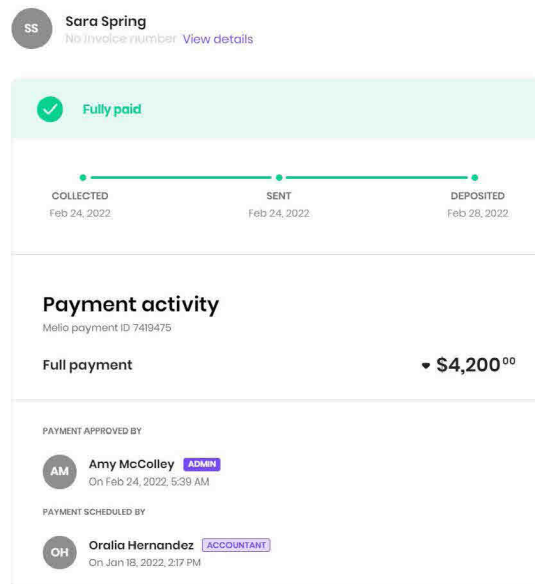 SS
Sara Spring
No Invoice number View details
Fully paid
COLLECTED SENT DEPOSITED
Feb 24, 2022 Feb 24, 2022 Feb 28, 2022
Payment activity
Melio payment ID 7419475
Full payment $4,200⁰⁰
PAYMENT APPROVED BY
AM
Amy McColley ADMIN
On Feb 24, 2022, 5:39 AM
PAYMENT SCHEDULED BY
OH
Oralia Hernandez ACCOUNTANT
On Jan 18, 2022, 2:17 PM